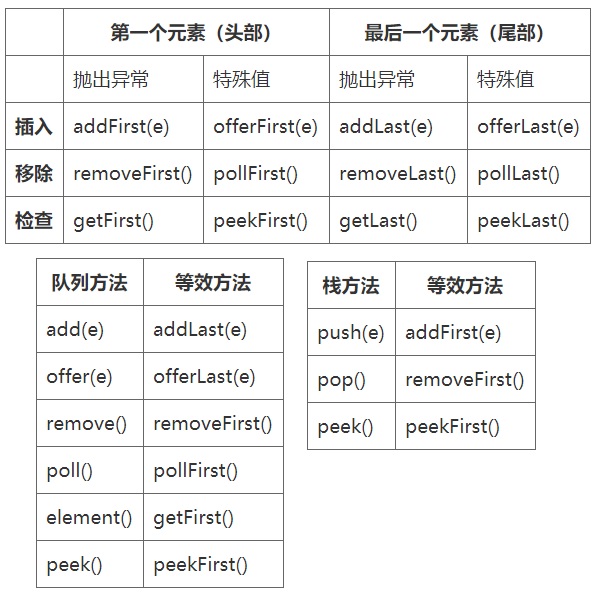 第一个元素（头部） 最后一个元素（尾部）
抛出异常 特殊值 抛出异常 特殊值
插入 addFirst(e) offerFirst(e) addLast(e) offerLast(e)
移除 removeFirst() pollFirst() removeLast() pollLast()
检查 getFirst() peekFirst() getLast() peekLast()
队列方法 等效方法
add(e) addLast(e)
offer(e) offerLast(e)
remove() removeFirst()
poll() pollFirst()
element() getFirst()
peek() peekFirst()
栈方法 等效方法
push(e) addFirst(e)
pop() removeFirst()
peek() peekFirst()